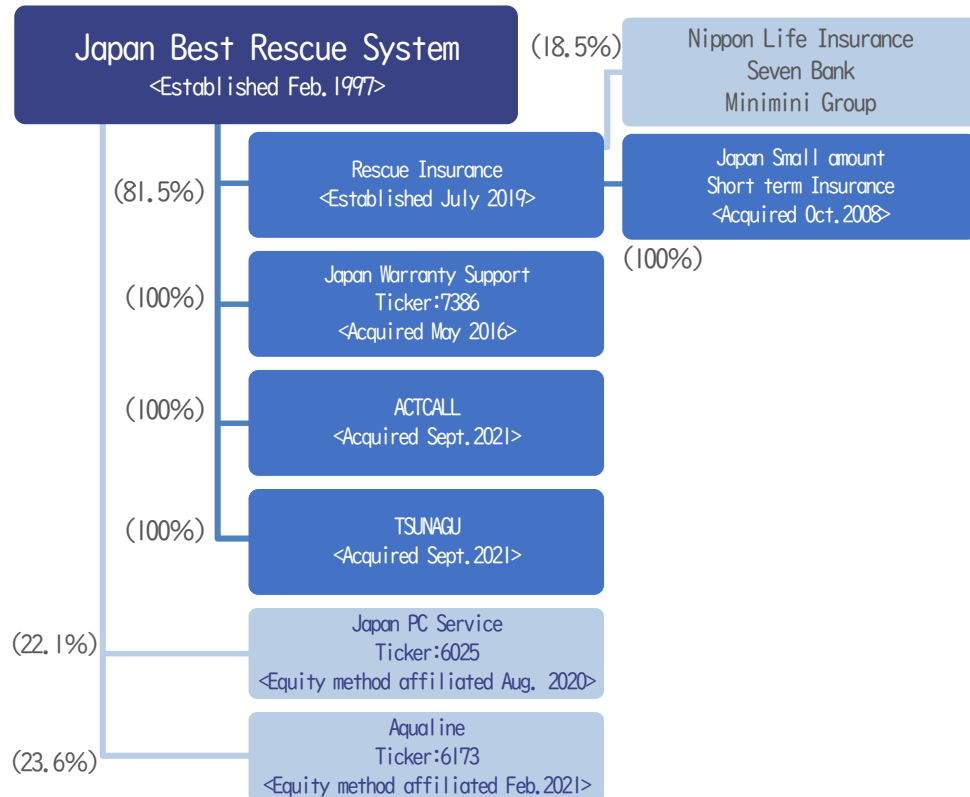 Japan Best Rescue System
<Established Feb.1997>
(18.5%)
Nippon Life Insurance
Seven Bank
Minimini Group
(81.5%)
Rescue Insurance
<Established July 2019>
Japan Small amount
Short term Insurance
<Acquired Oct.2008>
(100%)
(100%)
Japan Warranty Support
Ticker:7386
<Acquired May 2016>
(100%)
ACTCALL
<Acquired Sept.2021>
(100%)
TSUNAGU
<Acquired Sept.2021>
(22.1%)
Japan PC Service
Ticker:6025
<Equity method affiliated Aug. 2020>
(23.6%)
Aqualine
Ticker:6173
<Equity method affiliated Feb.2021>